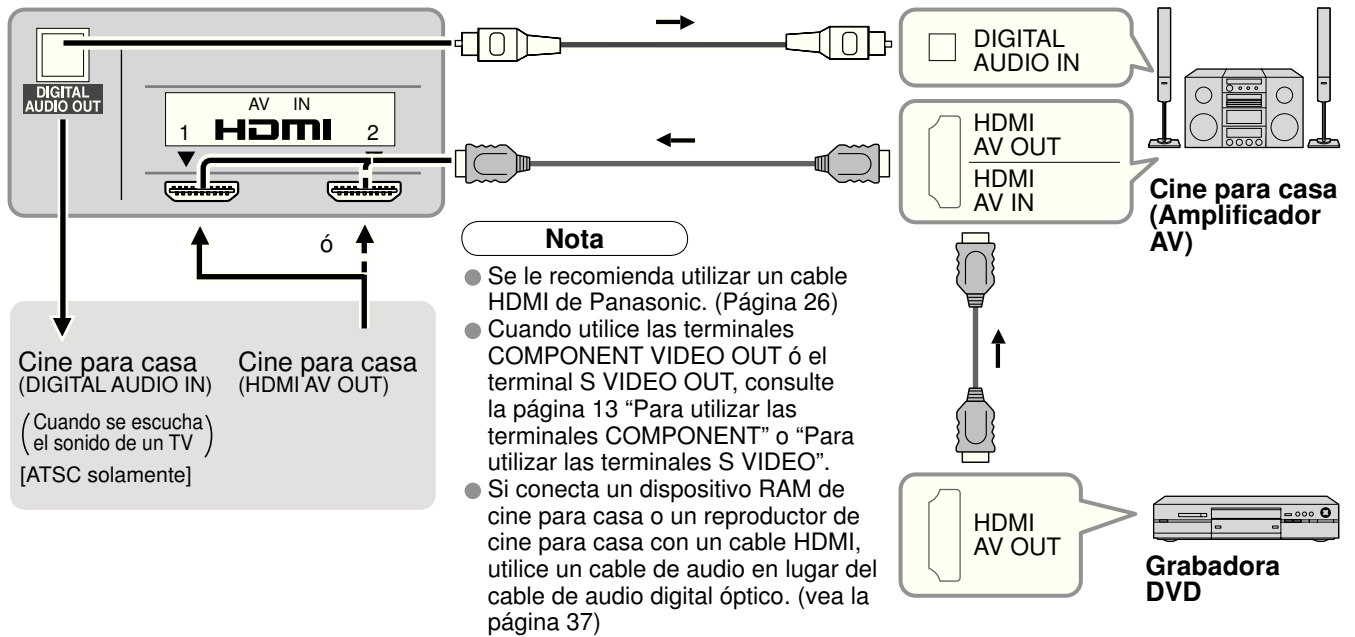 DIGITAL
AUDIO OUT
AV IN
1 HDMI 2
DIGITAL
AUDIO IN
HDMI
AV OUT
HDMI
AV IN
Cine para casa
(Amplificador
AV)
ó
Cine para casa
(DIGITAL AUDIO IN)
(Cuando se escucha
el sonido de un TV)
[ATSC solamente]
Cine para casa
(HDMI AV OUT)
Nota
● Se le recomienda utilizar un cable
HDMI de Panasonic. (Página 26)
● Cuando utilice las terminales
COMPONENT VIDEO OUT ó el
terminal S VIDEO OUT, consulte
la página 13 “Para utilizar las
terminales COMPONENT” o “Para
utilizar las terminales S VIDEO”.
● Si conecta un dispositivo RAM de
cine para casa o un reproductor de
cine para casa con un cable HDMI,
utilice un cable de audio en lugar del
cable de audio digital óptico. (vea la
página 37)
HDMI
AV OUT
Grabadora
DVD